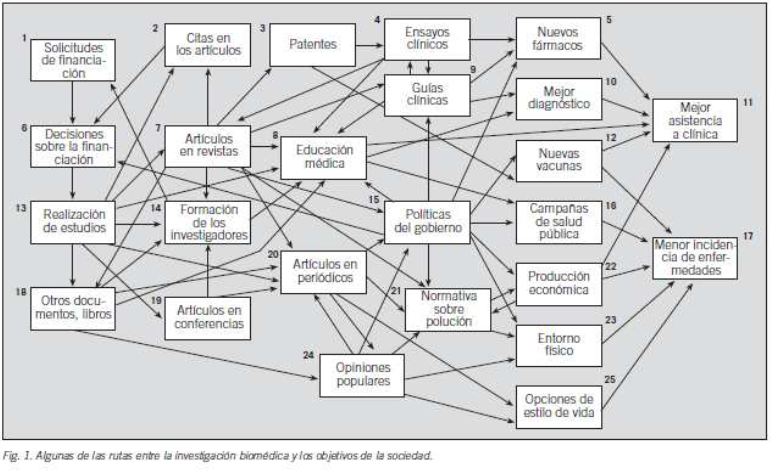 1
Solicitudes
de financia-
ción
2
Citas en
los artículos
3
Patentes
4
Ensayos
clínicos
5
Nuevos
fármacos
6
Decisiones
sobre la finan-
ciación
7
Artículos
en revistas
8
Educación
médica
9
Guías
clínicas
10
Mejor
diagnóstico
11
Mejor
asistencia
a clínica
12
Nuevas
vacunas
13
Realización
de estudios
14
Formación
de los
investigadores
15
Políticas
del gobierno
16
Campañas
de salud
pública
17
Menor inciden-
cia de enfer-
medades
18
Otros docu-
mentos, libros
19
Artículos en
conferencias
20
Artículos en
periódicos
21
Normativa
sobre
polución
22
Producción
económica
23
Entorno
físico
24
Opiniones
populares
25
Opciones de
estilo de vida
Fig. 1. Algunas de las rutas entre la investigación biomédica y los objetivos de la sociedad.